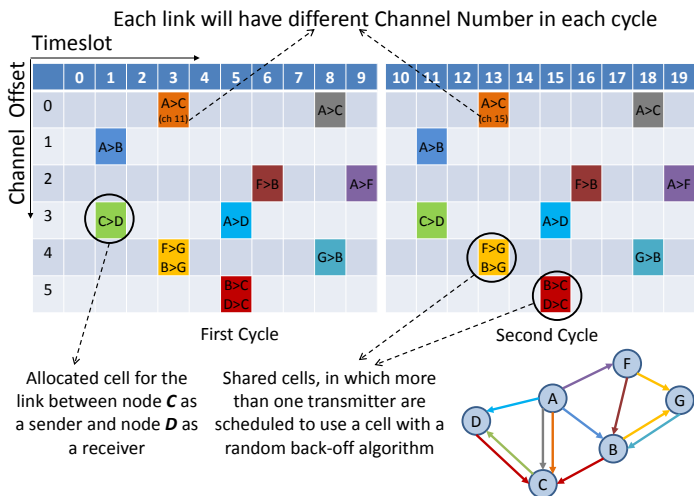 Each link will have different Channel Number in each cycle
Timeslot
Channel Offset
0 1 2 3 4 5 6 7 8 9 10 11 12 13 14 15 16 17 18 19
0 A>C A>C A>C A>C
(ch 11) (ch 15)
1 A>B A>B
2 F>B A>F F>B A>F
3 C>D A>D C>D A>D
4 F>G G>B F>G G>B
B>G B>G
5 B>C B>C
D>C D>C
First Cycle Second Cycle
Allocated cell for the
link between node C as
a sender and node D as
a receiver
Shared cells, in which more
than one transmitter are
scheduled to use a cell with a
random back-off algorithm
F
A
G
D
B
C